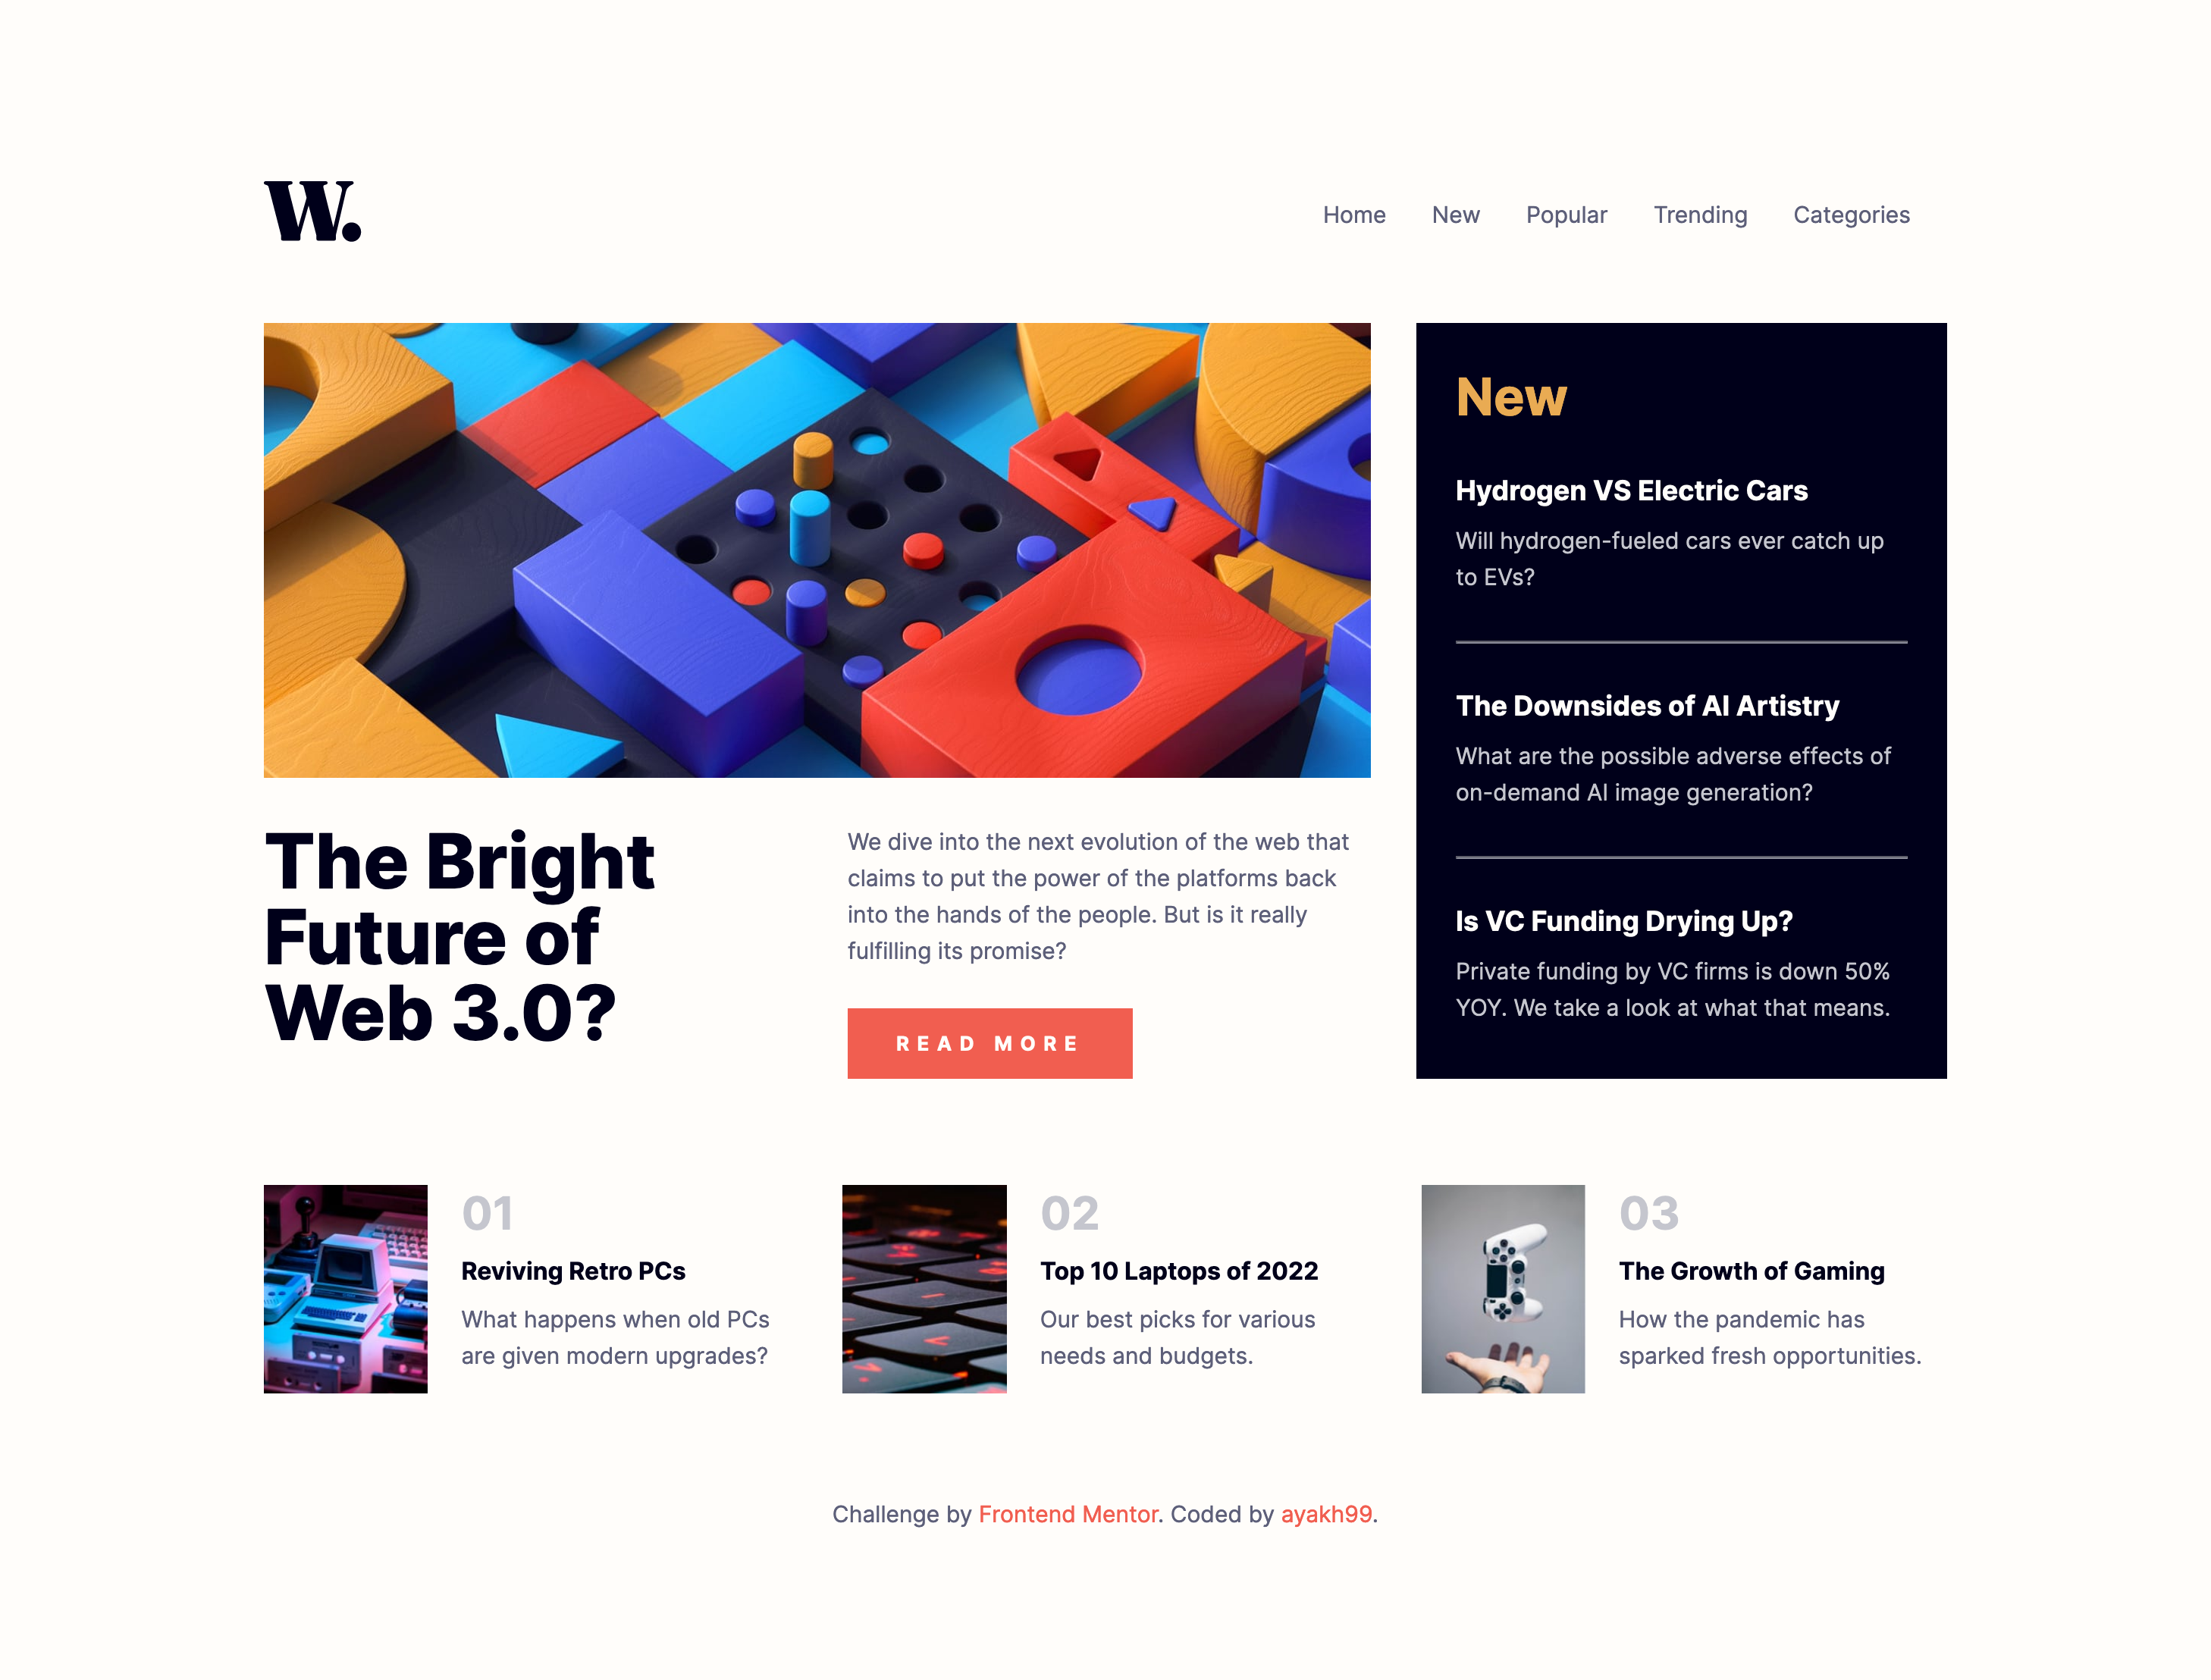 W.
Home New Popular Trending Categories
The Bright
Future of
Web 3.0?
We dive into the next evolution of the web that
claims to put the power of the platforms back
into the hands of the people. But is it really
fulfilling its promise?
READ MORE
New
Hydrogen VS Electric Cars
Will hydrogen-fueled cars ever catch up
to EVs?
The Downsides of AI Artistry
What are the possible adverse effects of
on-demand AI image generation?
Is VC Funding Drying Up?
Private funding by VC firms is down 50%
YOY. We take a look at what that means.
01
Reviving Retro PCs
What happens when old PCs
are given modern upgrades?
02
Top 10 Laptops of 2022
Our best picks for various
needs and budgets.
03
The Growth of Gaming
How the pandemic has
sparked fresh opportunities.
Challenge by Frontend Mentor. Coded by ayakh99.